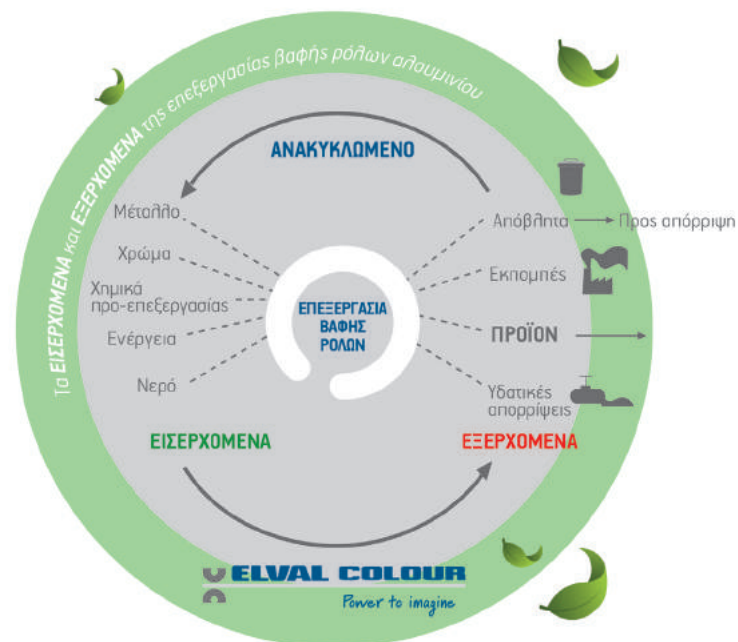 Τα ΕΙΣΕΡΧΟΜΕΝΑ και ΕΞΕΡΧΟΜΕΝΑ της επεξεργασίας βαφής ρόλων αλουμινίου
ΑΝΑΚΥΚΛΩΜΕΝΟ
Μέταλλο
Χρώμα
Χημικά
προ-επεξεργασίας
Ενέργεια
Νερό
ΕΠΕΞΕΡΓΑΣΙΑ
ΒΑΦΗΣ
ΡΟΛΩΝ
Απόβλητα
Προς απόρριψη
Εκπομπές
ΠΡΟΪΟΝ
Υδατικές
απορρίψεις
ΕΙΣΕΡΧΟΜΕΝΑ
ΕΞΕΡΧΟΜΕΝΑ
ELVAL COLOUR
Power to imagine